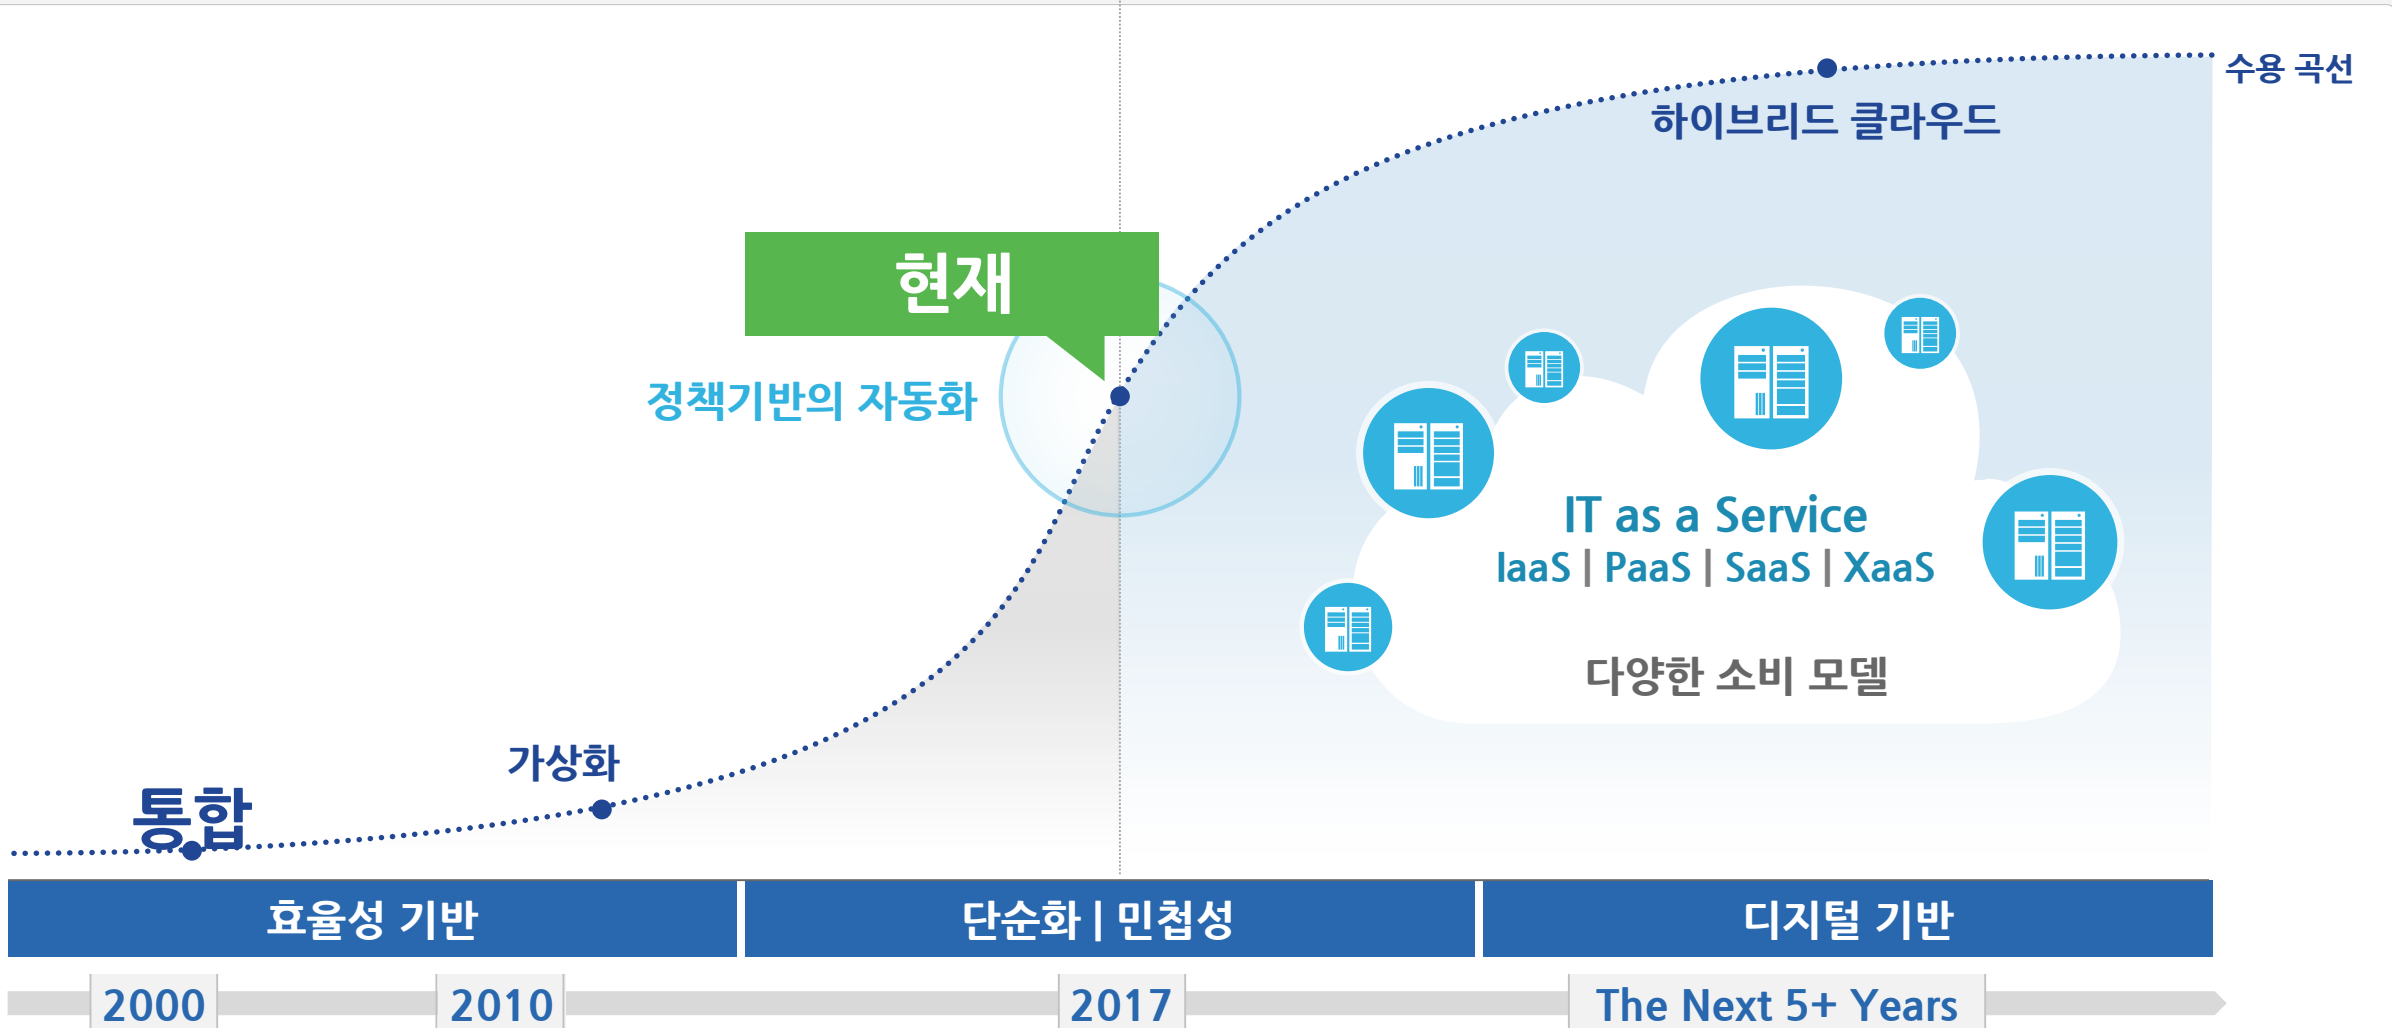 수용 곡선
하이브리드 클라우드
현재
정책기반의 자동화
IT as a Service
IaaS | PaaS | SaaS | XaaS
다양한 소비 모델
가상화
통합
효율성 기반
단순화 | 민첩성
디지털 기반
2000
2010
2017
The Next 5+ Years